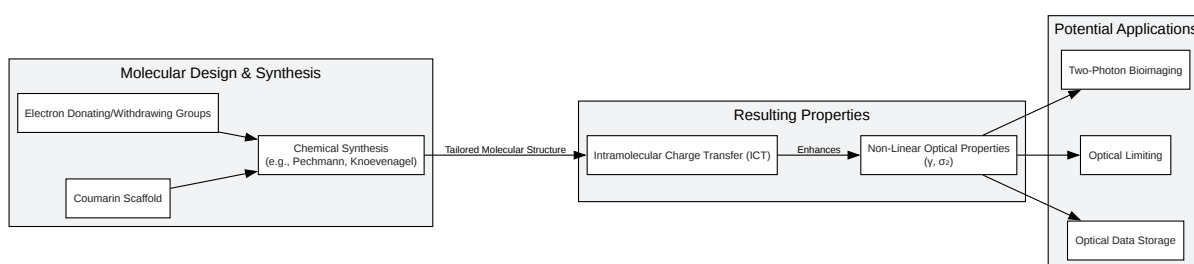 Molecular Design & Synthesis
Electron Donating/Withdrawing Groups
Coumarin Scaffold
Chemical Synthesis
(e.g., Pechmann, Knoevenagel)
Tailored Molecular Structure
Resulting Properties
Intramolecular Charge Transfer (ICT)
Enhances
Non-Linear Optical Properties
(γ, σ₂)
Potential Applications
Two-Photon Bioimaging
Optical Limiting
Optical Data Storage